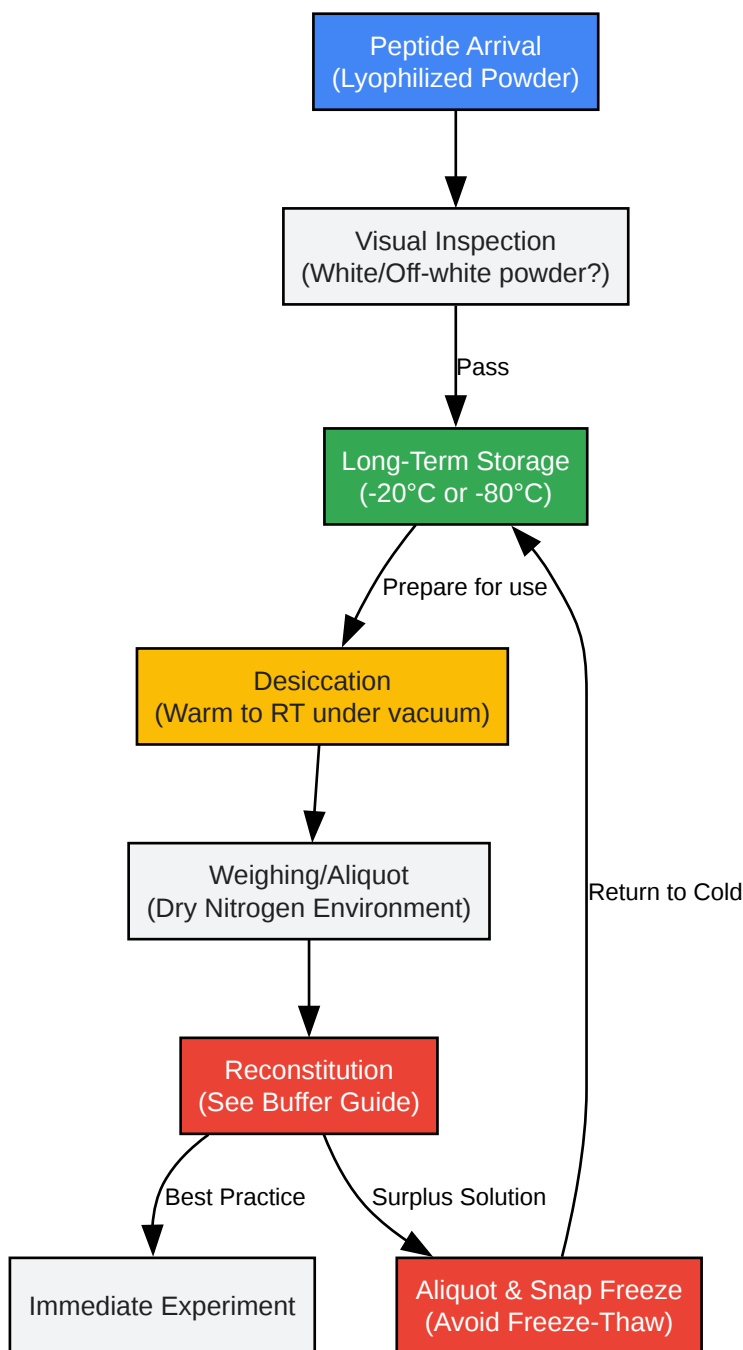 Peptide Arrival
(Lyophilized Powder)
Visual Inspection
(White/Off-white powder?)
Pass
Long-Term Storage
(-20°C or -80°C)
Prepare for use
Desiccation
(Warm to RT under vacuum)
Weighing/Aliquot
(Dry Nitrogen Environment)
Return to Cold
Reconstitution
(See Buffer Guide)
Best Practice
Surplus Solution
Immediate Experiment
Aliquot & Snap Freeze
(Avoid Freeze-Thaw)